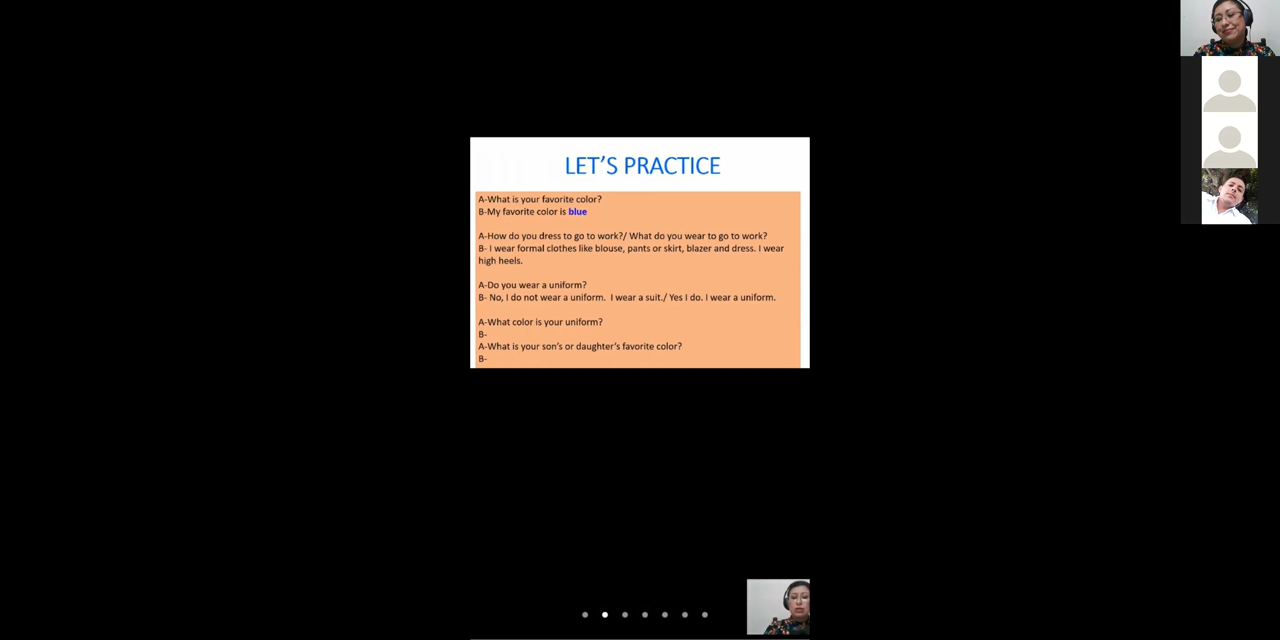 LET'S PRACTICE
A-What is your favorite color?
B-My favorite color is blue
A-How do you dress to go to work?/ What do you wear to go to work?
B- I wear formal clothes like blouse, pants or skirt, blazer and dress. I wear
high heels.
A-Do you wear a uniform?
B- No, I do not wear a uniform.  I wear a suit./ Yes I do. I wear a uniform.
A-What color is your uniform?
B-
A-What is your son's or daughter's favorite color?
B-